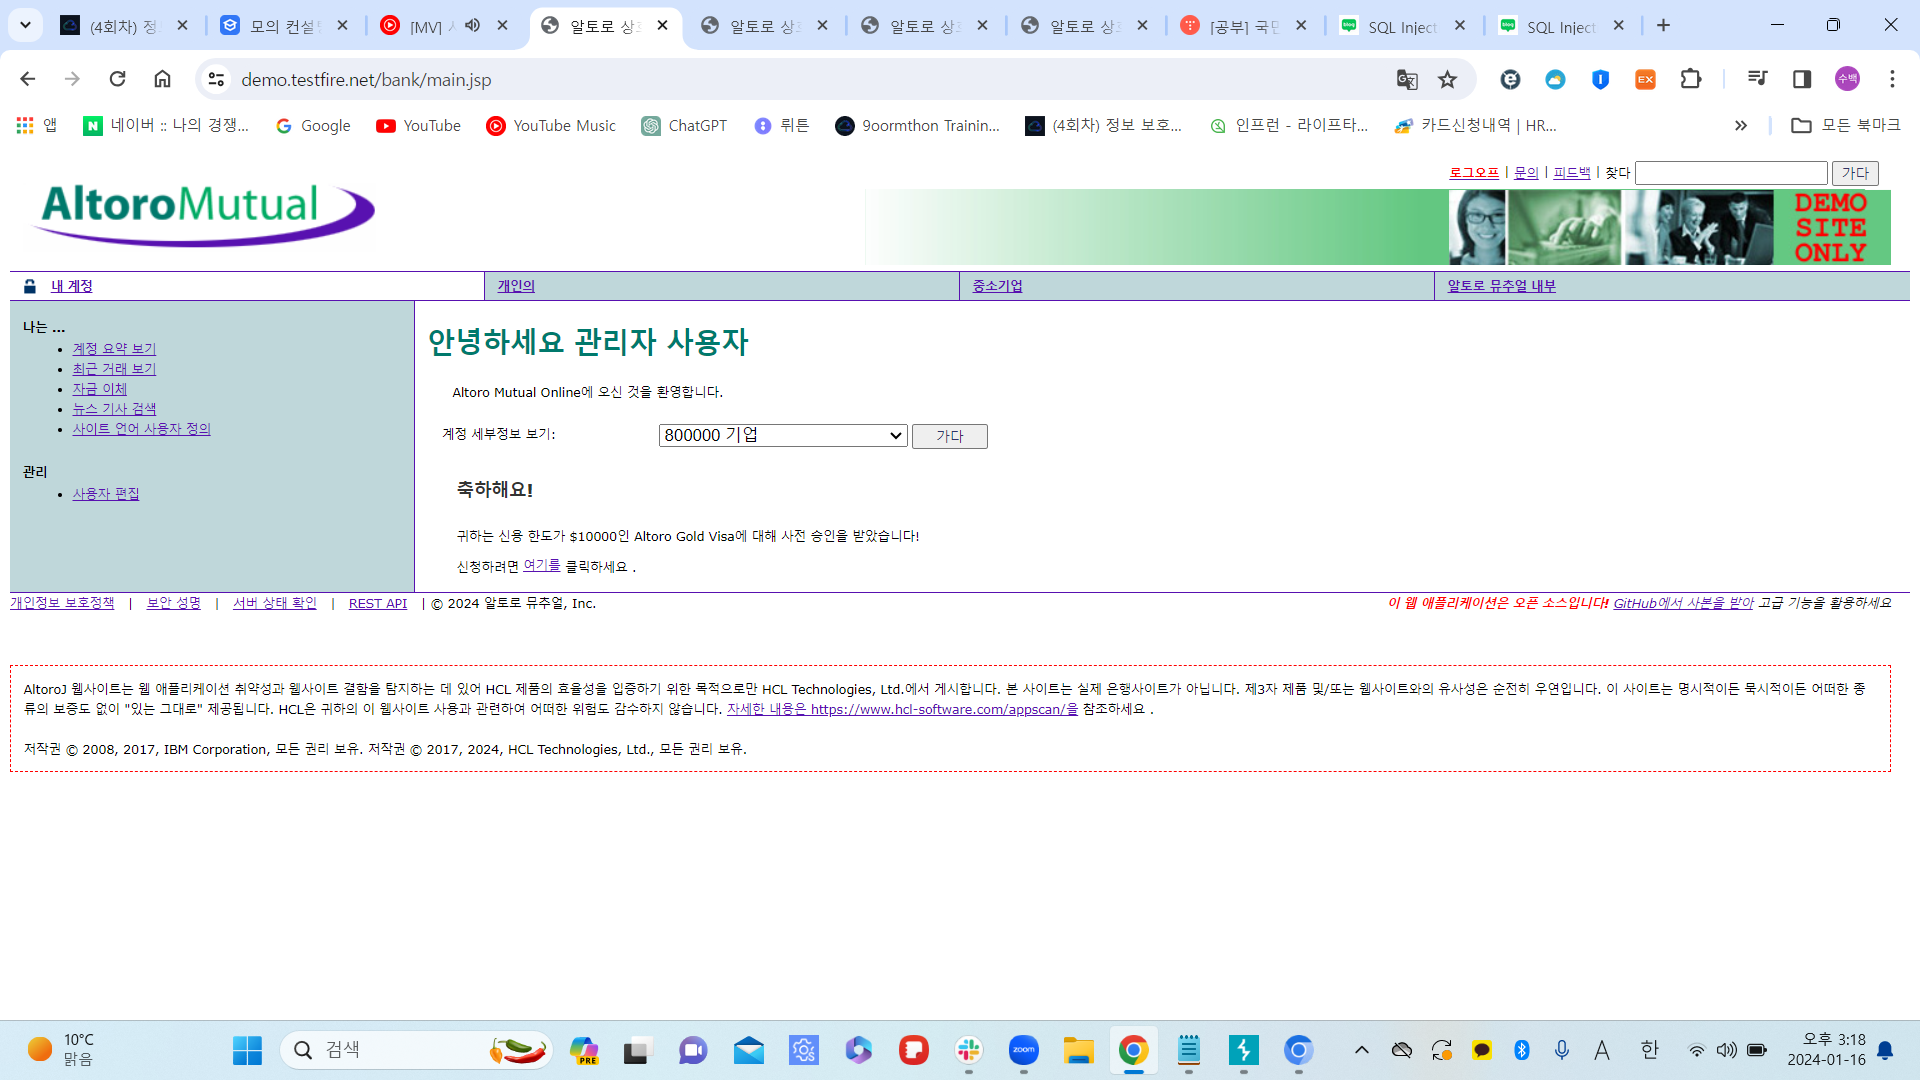 (4회차) 정
모의 컨설
[MV] 사
알토로 상
알토로 상
알토로 상
알토로 상
[공부] 국민
SQL Inject
SQL Inject
demo.testfire.net/bank/main.jsp
수백
앱
네이버 :: 나의 경쟁...
Google
YouTube
YouTube Music
ChatGPT
뤼튼
9oormthon Trainin...
(4회차) 정보 보호...
인프런 - 라이프타...
카드신청내역 | HR...
모든 북마크
로그오프 | 문의 | 피드백 | 찾다 가다
AltoroMutual
DEMO
SITE
ONLY
내 계정
개인의
중소기업
알토로 뮤추얼 내부
나는 ...
계정 요약 보기
최근 거래 보기
자금 이체
뉴스 기사 검색
사이트 언어 사용자 정의
관리
사용자 편집
안녕하세요 관리자 사용자
Altoro Mutual Online에 오신 것을 환영합니다.
계정 세부정보 보기: 800000 기업 가다
축하해요!
귀하는 신용 한도가 $10000인 Altoro Gold Visa에 대해 사전 승인을 받았습니다!
신청하려면 여기를 클릭하세요 .
개인정보 보호정책 | 보안 성명 | 서버 상태 확인 | REST API | © 2024 알토로 뮤추얼, Inc.
이 웹 애플리케이션은 오픈 소스입니다! GitHub에서 사본을 받아 고급 기능을 활용하세요
AltoroJ 웹사이트는 웹 애플리케이션 취약성과 웹사이트 결함을 탐지하는 데 있어 HCL 제품의 효율성을 입증하기 위한 목적으로만 HCL Technologies, Ltd.에서 게시합니다. 본 사이트는 실제 은행사이트가 아닙니다. 제3자 제품 및/또는 웹사이트와의 유사성은 순전히 우연입니다. 이 사이트는 명시적이든 묵시적이든 어떠한 종
류의 보증도 없이 "있는 그대로" 제공됩니다. HCL은 귀하의 이 웹사이트 사용과 관련하여 어떠한 위험도 감수하지 않습니다. 자세한 내용은 https://www.hcl-software.com/appscan/을 참조하세요 .
저작권 © 2008, 2017, IBM Corporation, 모든 권리 보유. 저작권 © 2017, 2024, HCL Technologies, Ltd., 모든 권리 보유.
10°C
맑음
검색
PRE
zoom
A
한
오후 3:18
2024-01-16